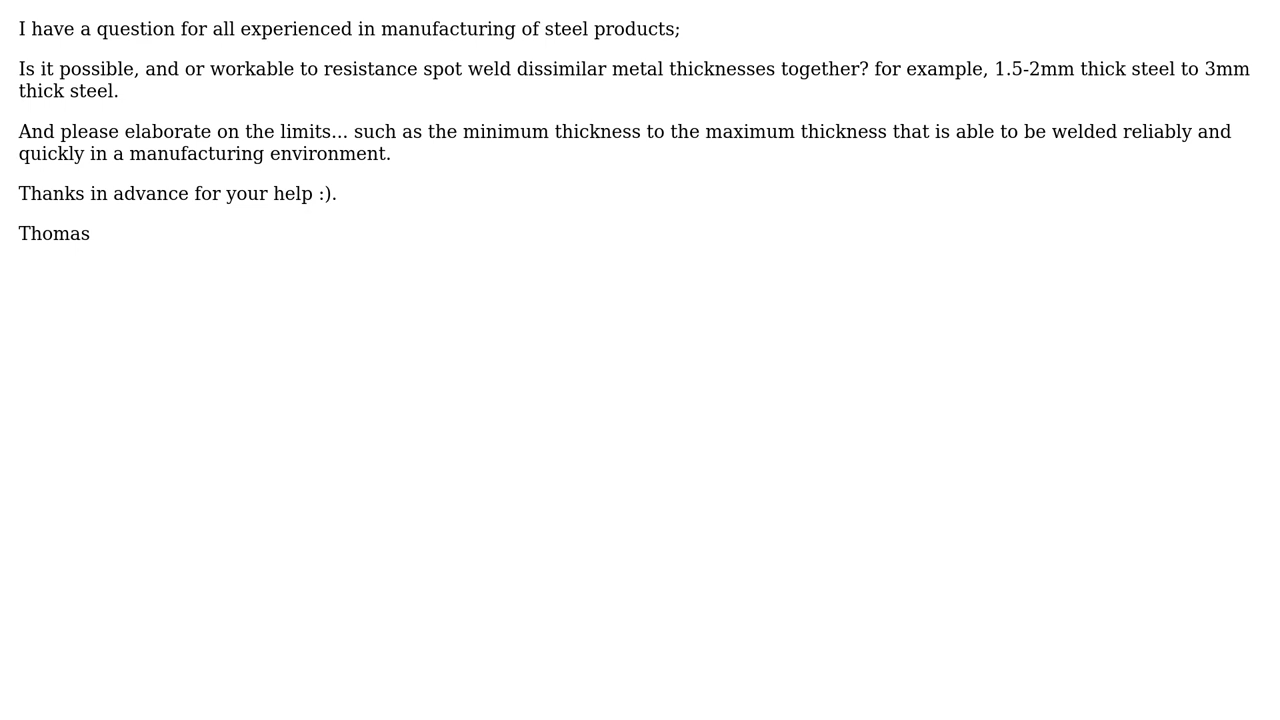 I have a question for all experienced in manufacturing of steel products;
Is it possible, and or workable to resistance spot weld dissimilar metal thicknesses together? for example, 1.5-2mm thick steel to 3mm
thick steel.
And please elaborate on the limits... such as the minimum thickness to the maximum thickness that is able to be welded reliably and
quickly in a manufacturing environment.
Thanks in advance for your help :).
Thomas